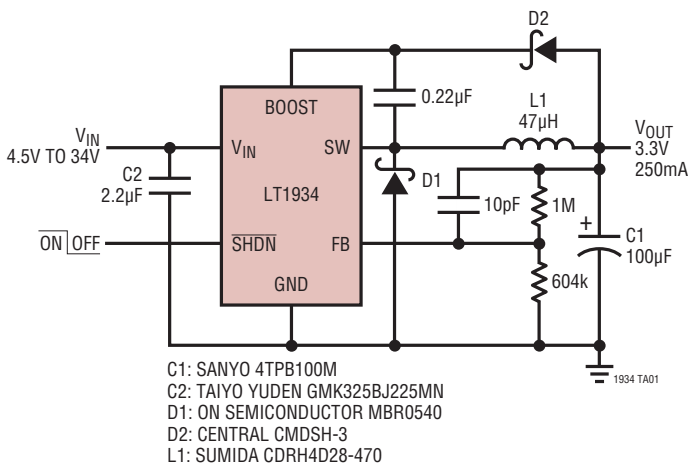 D2
BOOST
0.22µF
L1
47µH
VIN
4.5V TO 34V
VIN
SW
VOUT
3.3V
250mA
C2
2.2µF
LT1934
D1
10pF
1M
+
C1
100µF
ON OFF
SHDN
FB
604k
GND
C1: SANYO 4TPB100M
C2: TAIYO YUDEN GMK325BJ225MN
D1: ON SEMICONDUCTOR MBR0540
D2: CENTRAL CMDSH-3
L1: SUMIDA CDRH4D28-470
1934 TA01